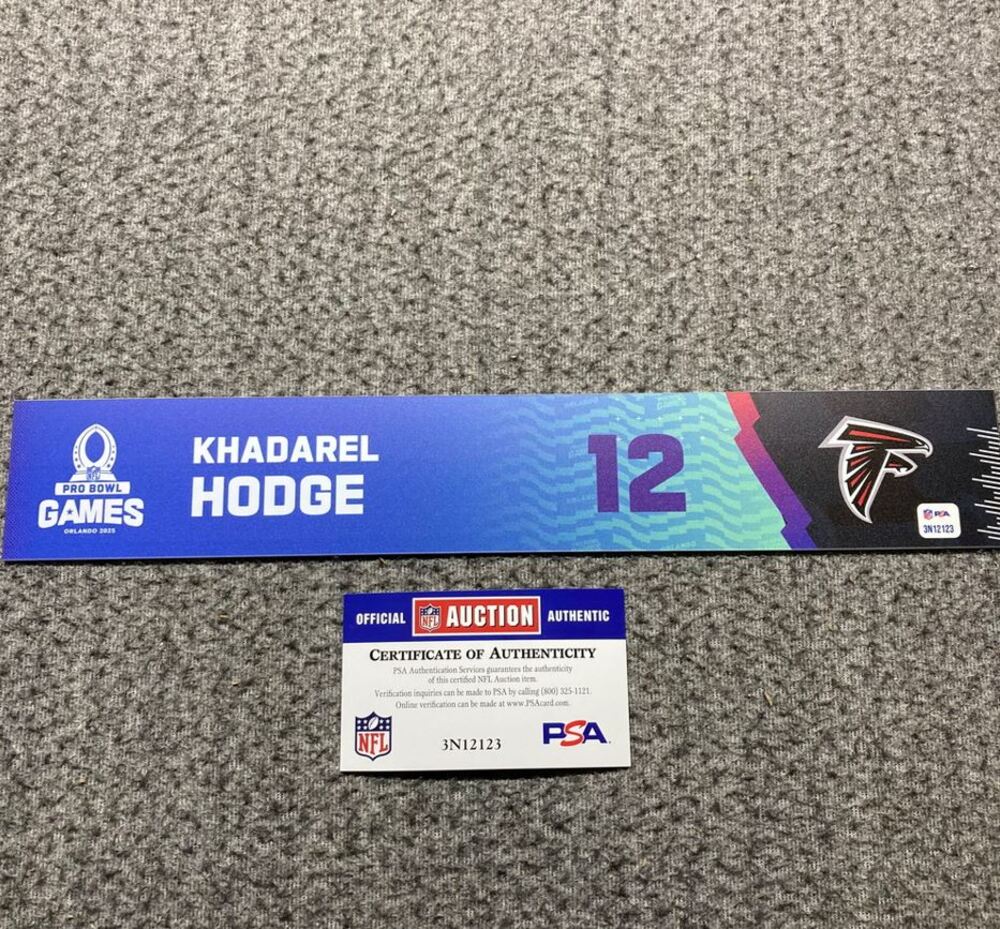 NFL
PRO BOWL
GAMES
ORLANDO 2025
KHADAREL
HODGE
12
NFL PSA
3N12123
OFFICIAL NFL AUCTION AUTHENTIC
CERTIFICATE OF AUTHENTICITY
PSA Authentication Services guarantees the authenticity
of this certified NFL Auction item.
Verification inquiries can be made to PSA by calling (800) 325-1121.
Online verification can be made at www.PSAcard.com.
NFL
3N12123
PSA